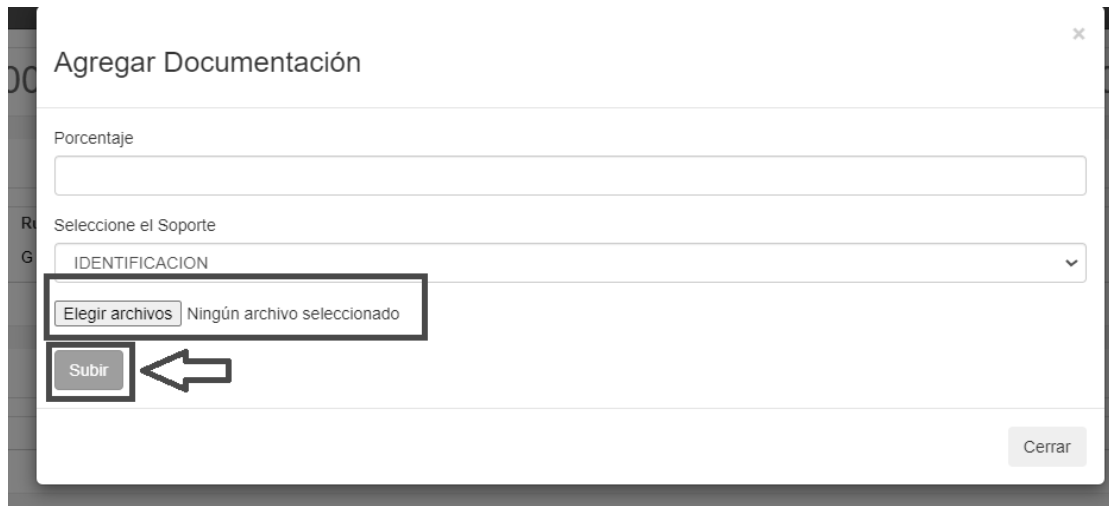 ×
Agregar Documentación
Porcentaje
Seleccione el Soporte
IDENTIFICACION
Elegir archivos Ningún archivo seleccionado
Subir
Cerrar